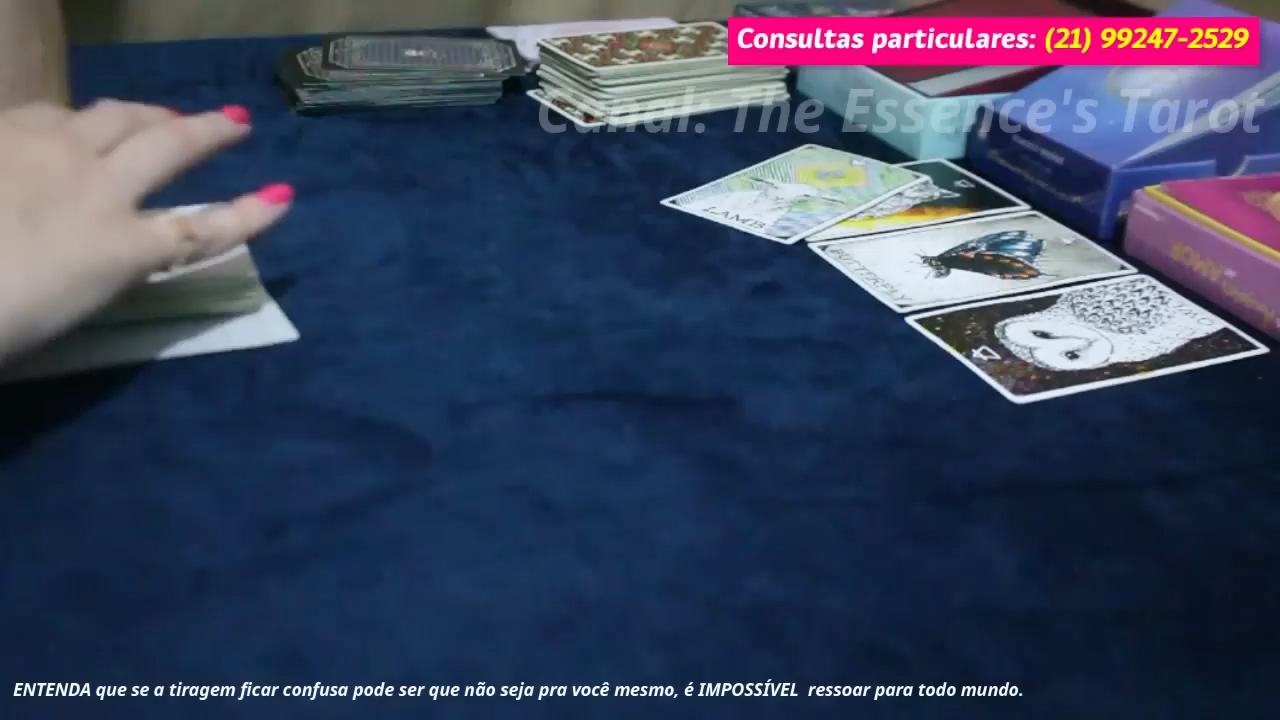 Consultas particulares: (21) 99247-2529
Canal: The Essence's Tarot
LAMB
BUTTERFLY
ENTENDA que se a tiragem ficar confusa pode ser que não seja pra você mesmo, é IMPOSSÍVEL ressoar para todo mundo.